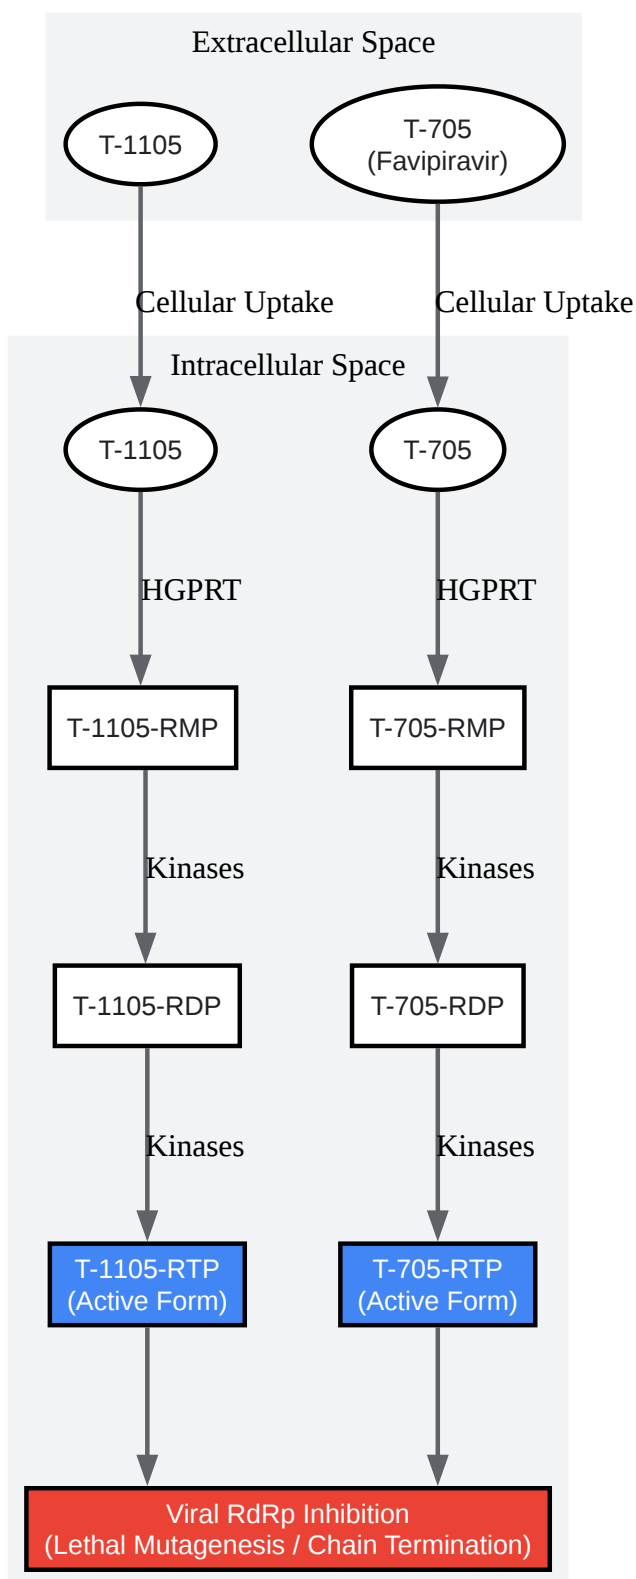 Extracellular Space
T-1105
T-705
(Favipiravir)
Cellular Uptake
Cellular Uptake
Intracellular Space
T-1105
T-705
HGPRT
HGPRT
T-1105-RMP
T-705-RMP
Kinases
Kinases
T-1105-RDP
T-705-RDP
Kinases
Kinases
T-1105-RTP
(Active Form)
T-705-RTP
(Active Form)
Viral RdRp Inhibition
(Lethal Mutagenesis / Chain Termination)